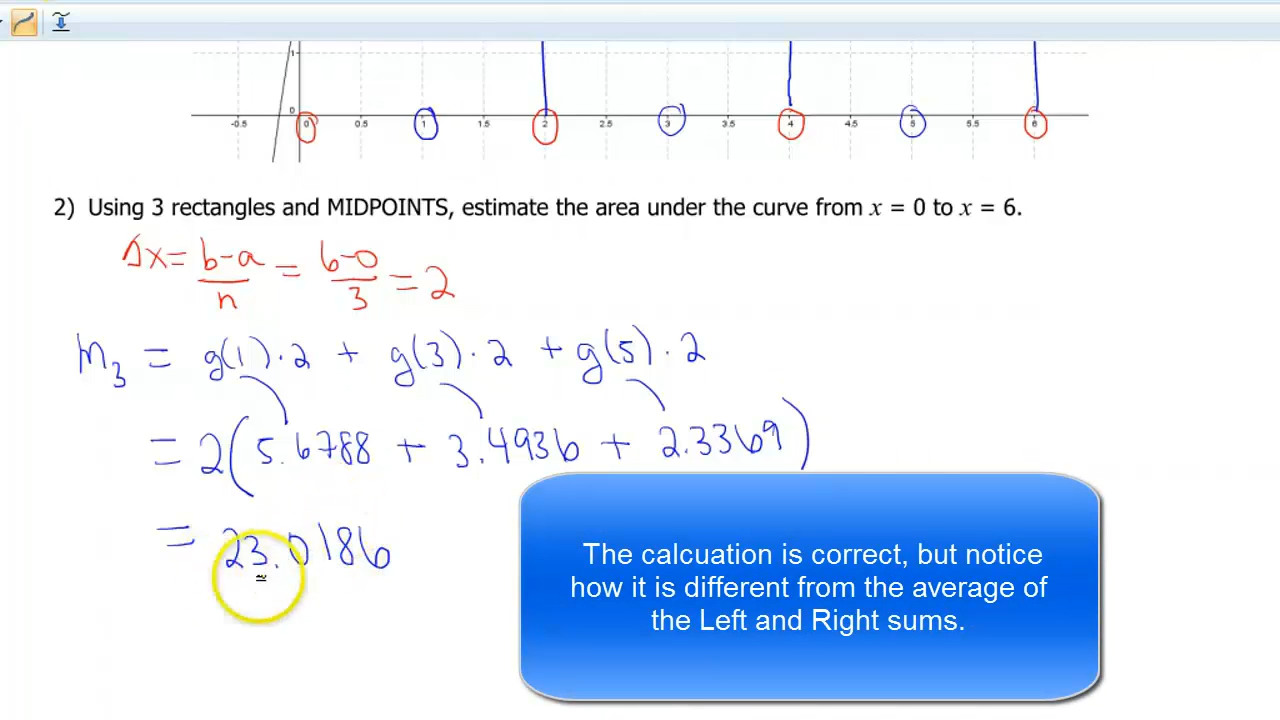 1
0
-0.5 0 0.5 1 1.5 2 2.5 3 3.5 4 4.5 5 5.5 6
2) Using 3 rectangles and MIDPOINTS, estimate the area under the curve from x = 0 to x = 6.
Δx = b-a/n = 6-0/3 = 2
M₃ = g(1)·2 + g(3)·2 + g(5)·2
= 2(5.6788 + 3.4936 + 2.3369)
= 23.0186
The calcuation is correct, but notice
how it is different from the average of
the Left and Right sums.